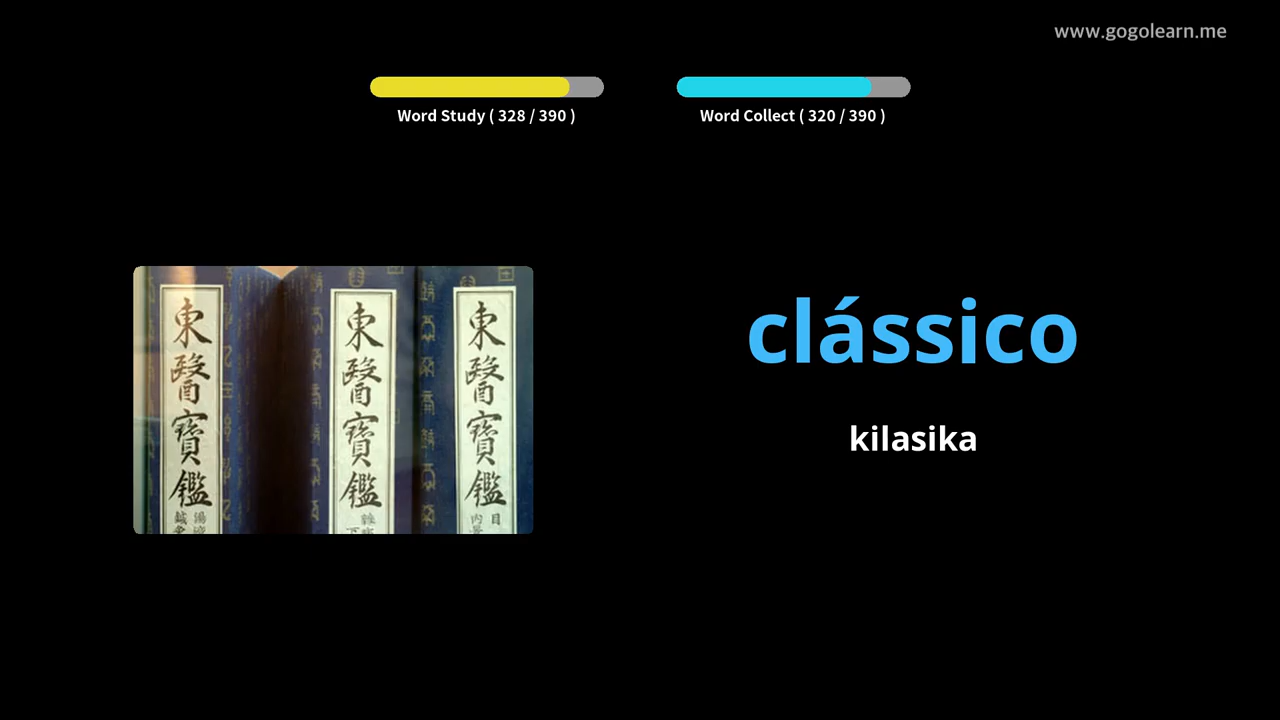 www.gogolearn.me
Word Study ( 328 / 390 )
Word Collect ( 320 / 390 )
東醫寶鑑
東醫寶鑑
東醫寶鑑
clássico
kilasika